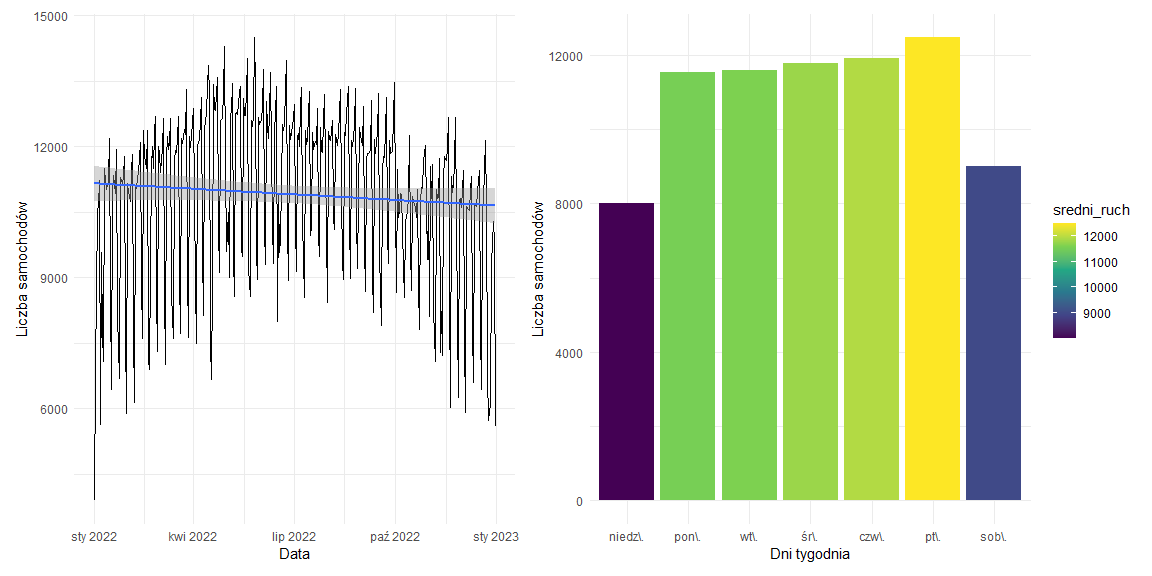 15000
12000
9000
6000
Liczba samochodów
sty 2022
kwi 2022
lip 2022
paź 2022
sty 2023
Data
12000
8000
4000
0
Liczba samochodów
niedz\.
pon\.
wt\.
śr\.
czw\.
pt\.
sob\.
Dni tygodnia
sredni_ruch
12000
11000
10000
9000